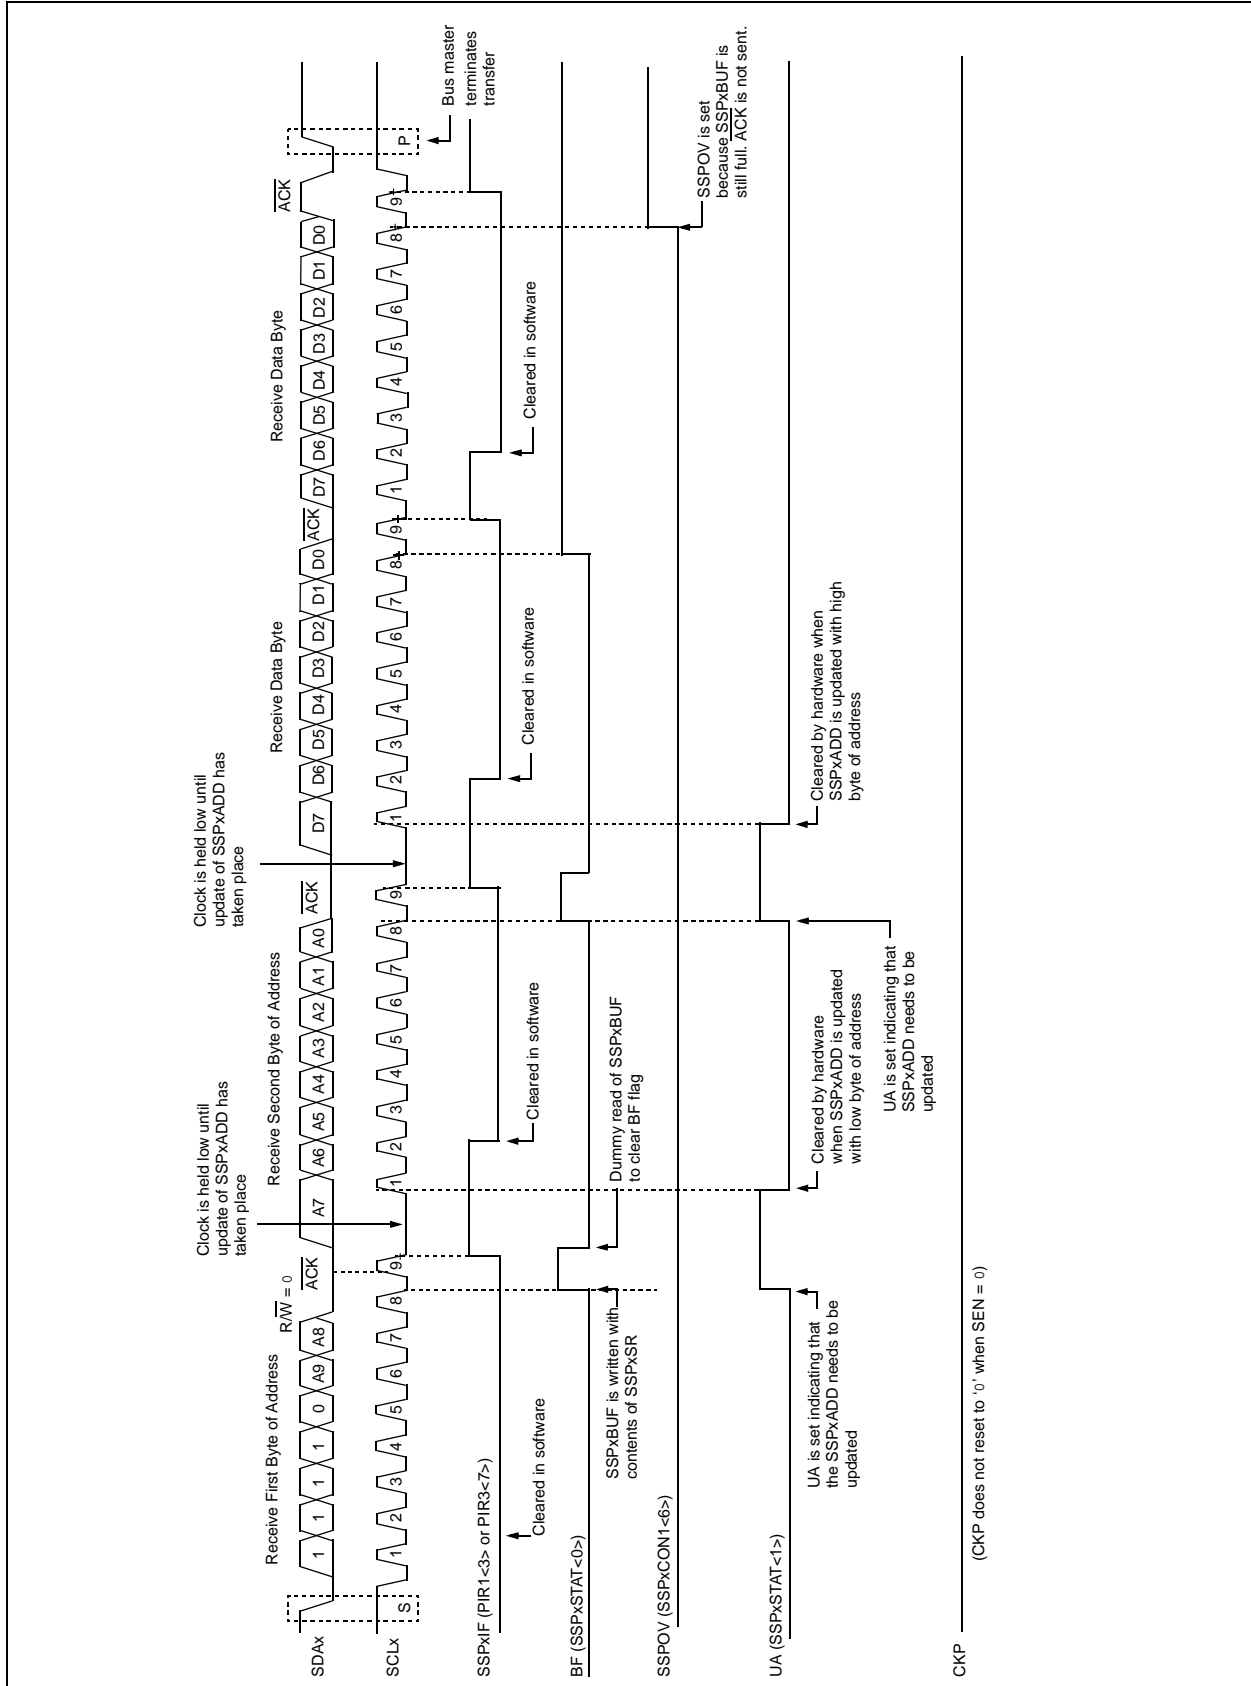 Receive First Byte of Address
Receive Second Byte of Address
Receive Data Byte
Receive Data Byte
Clock is held low until
update of SSPxADD has
taken place
Clock is held low until
update of SSPxADD has
taken place
R/W = 0
SDAx
1 1 1 1 0 A9 A8 ACK A7 A6 A5 A4 A3 A2 A1 A0 ACK D7 D6 D5 D4 D3 D2 D1 D0 ACK D7 D6 D5 D4 D3 D2 D1 D0 ACK
SCLx
S 1 2 3 4 5 6 7 8 9 1 2 3 4 5 6 7 8 9 1 2 3 4 5 6 7 8 9 1 2 3 4 5 6 7 8 9 P
Bus master
terminates
transfer
SSPxIF (PIR1<3> or PIR3<7>)
Cleared in software
Cleared in software
Cleared in software
Cleared in software
BF (SSPxSTAT<0>)
SSPxBUF is written with
contents of SSPxSR
Dummy read of SSPxBUF
to clear BF flag
SSPOV (SSPxCON1<6>)
SSPOV is set
because SSPxBUF is
still full. ACK is not sent.
UA (SSPxSTAT<1>)
UA is set indicating that
the SSPxADD needs to be
updated
Cleared by hardware
when SSPxADD is updated
with low byte of address
UA is set indicating that
SSPxADD needs to be
updated
Cleared by hardware when
SSPxADD is updated with high
byte of address
CKP
(CKP does not reset to ‘0’ when SEN = 0)